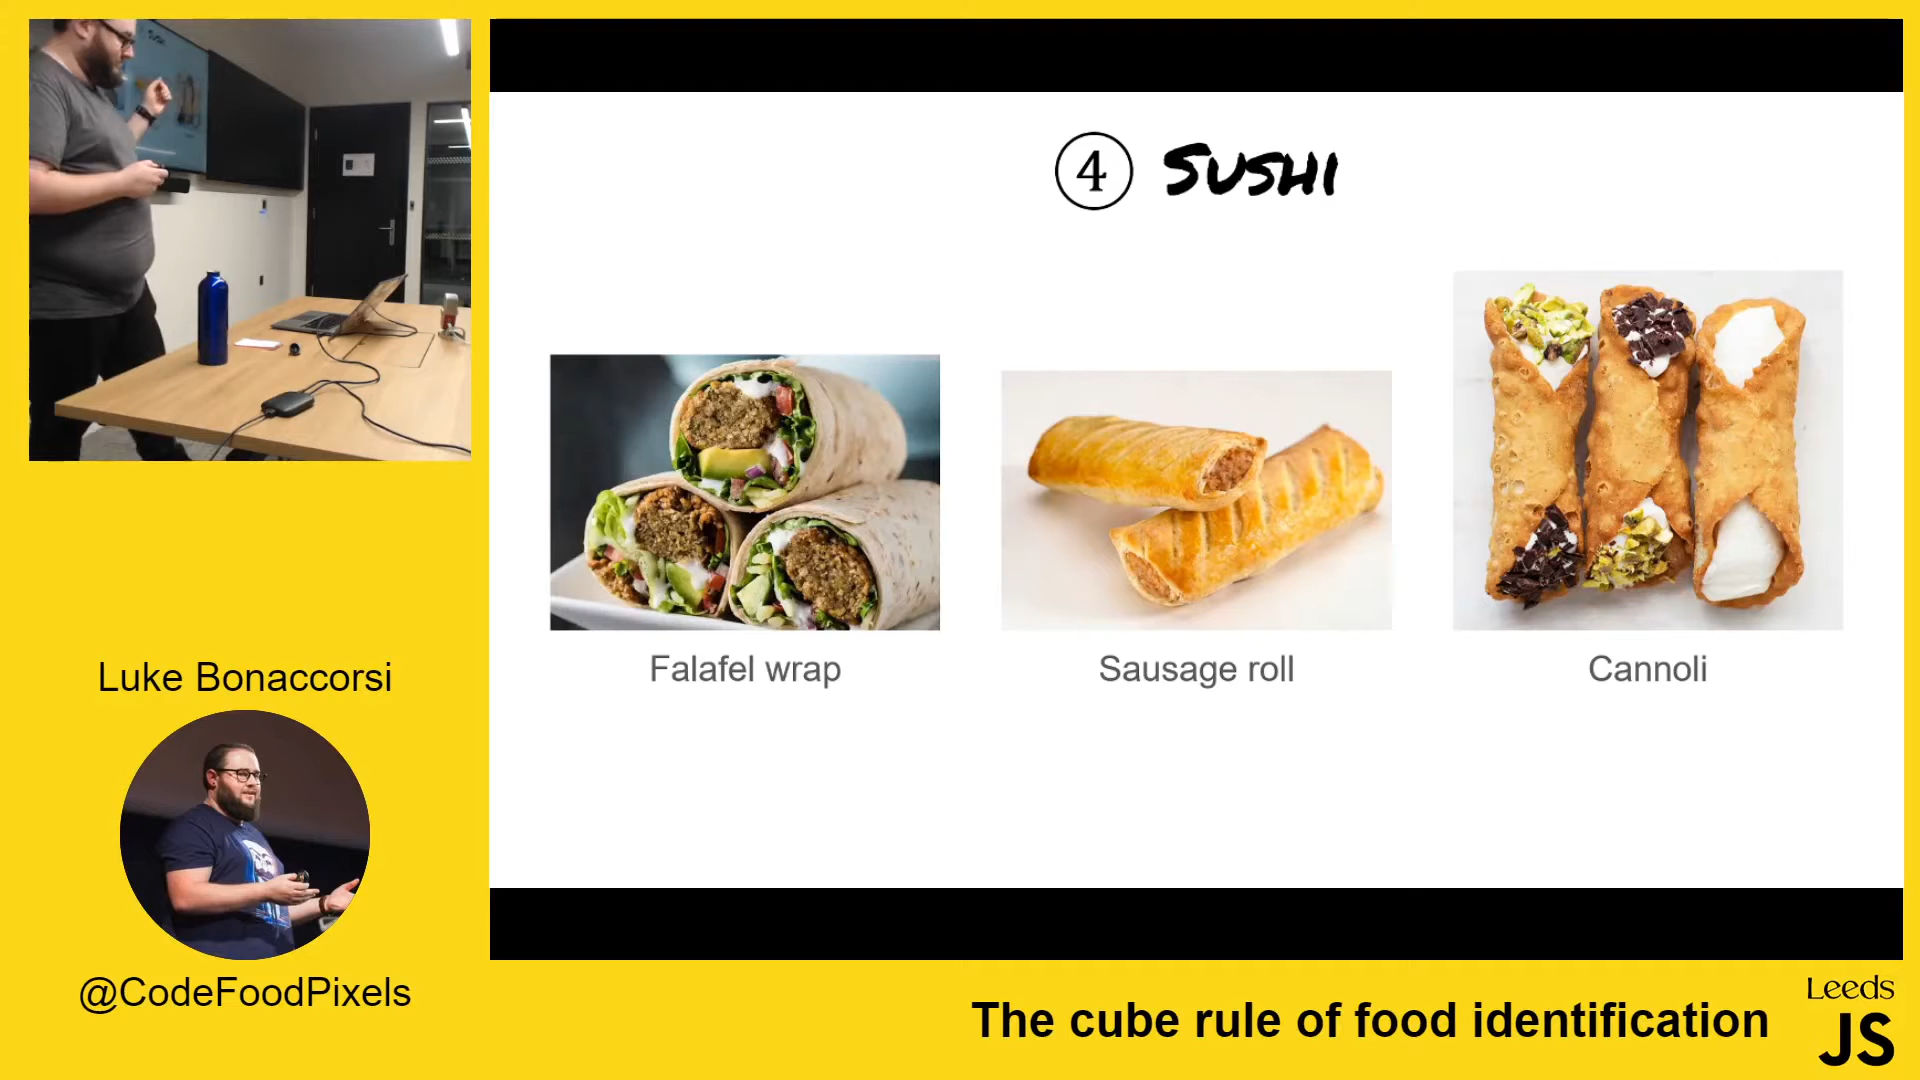 ④ Sushi
Falafel wrap
Sausage roll
Cannoli
Luke Bonaccorsi
@CodeFoodPixels
The cube rule of food identification
Leeds
JS